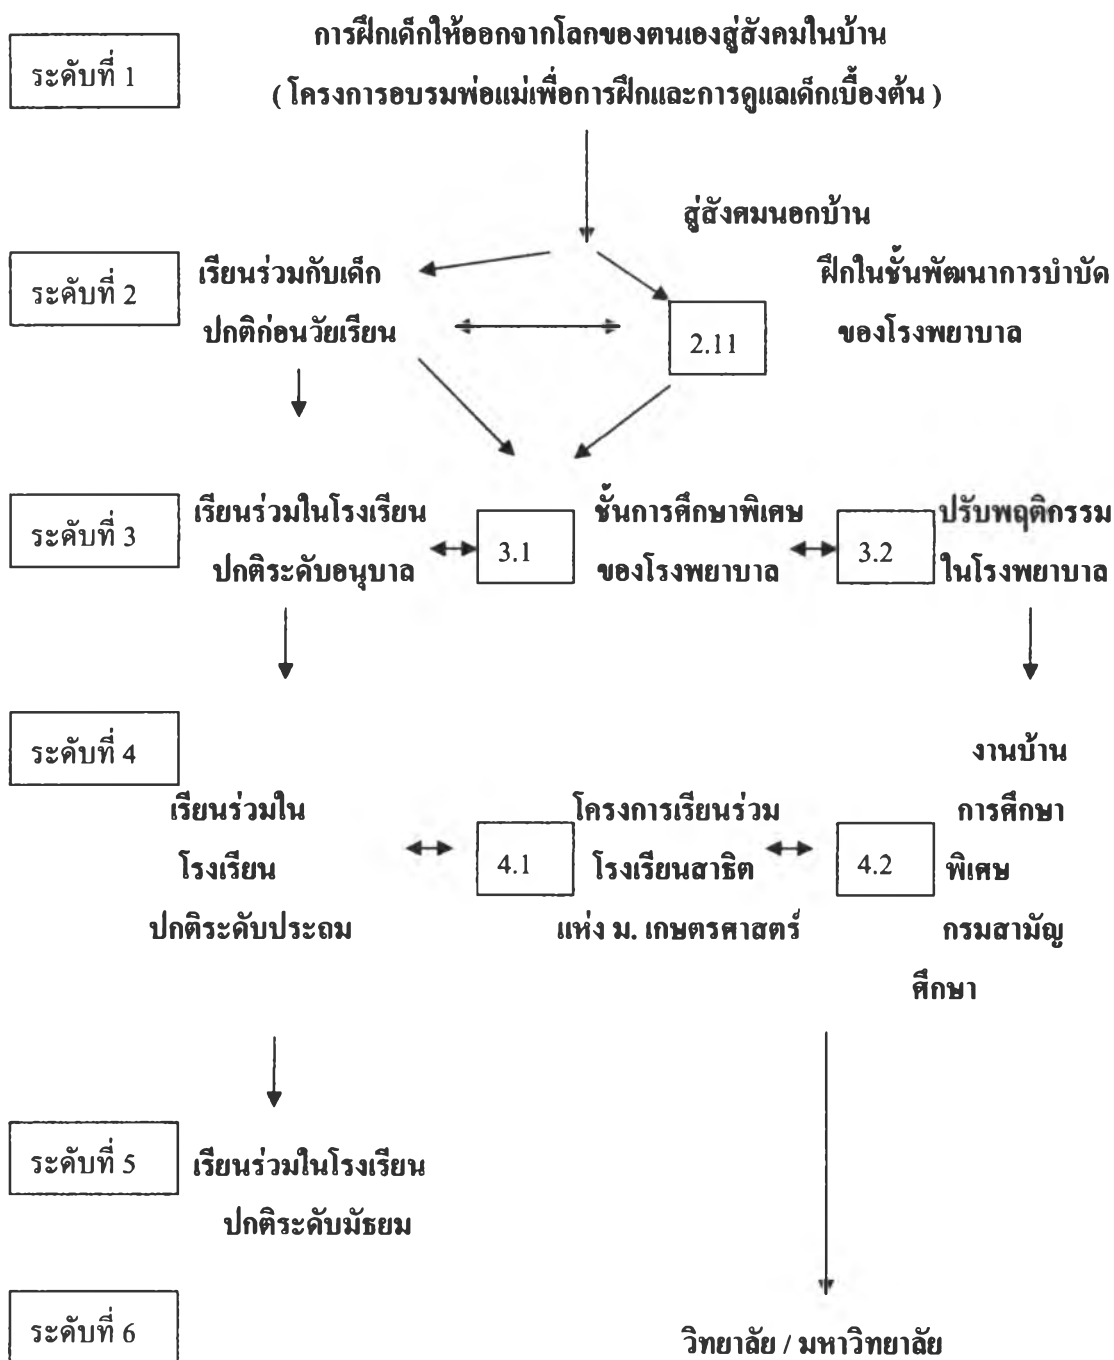 ระดับที่ 1
การฝึกเด็กให้ออกจากโลกของตนเองสู่สังคมในบ้าน
( โครงการอบรมพ่อแม่เพื่อการฝึกและการดูแลเด็กเบื้องต้น )
สู่สังคมนอกบ้าน
ระดับที่ 2
เรียนร่วมกับเด็ก
ปกติก่อนวัยเรียน
2.11
ฝึกในชั้นพัฒนาการบำบัด
ของโรงพยาบาล
ระดับที่ 3
เรียนร่วมในโรงเรียน
ปกติระดับอนุบาล
3.1
ชั้นการศึกษาพิเศษ
ของโรงพยาบาล
3.2
ปรับพฤติกรรม
ในโรงพยาบาล
ระดับที่ 4
เรียนร่วมใน
โรงเรียน
ปกติระดับประถม
4.1
โครงการเรียนร่วม
โรงเรียนสาธิต
แห่ง ม. เกษตรศาสตร์
4.2
งานบ้าน
การศึกษา
พิเศษ
กรมสามัญ
ศึกษา
ระดับที่ 5
เรียนร่วมในโรงเรียน
ปกติระดับมัธยม
ระดับที่ 6
วิทยาลัย / มหาวิทยาลัย